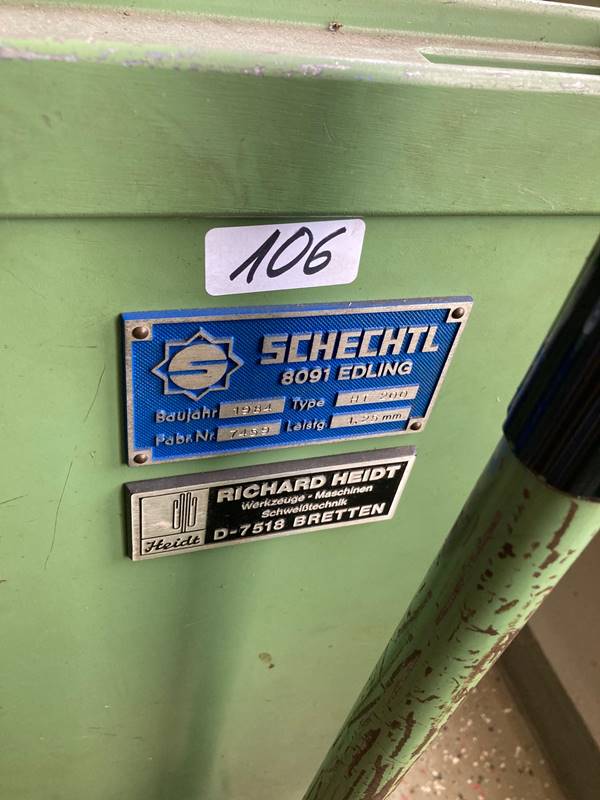 106
SCHECHTL
8091 EDLING
Baujahr 1984 Type HT 200
Fabr.Nr. 7459 Leistg. 1,25 mm
RICHARD HEIDT
Werkzeuge - Maschinen
Schweißtechnik
Heidt D-7518 BRETTEN